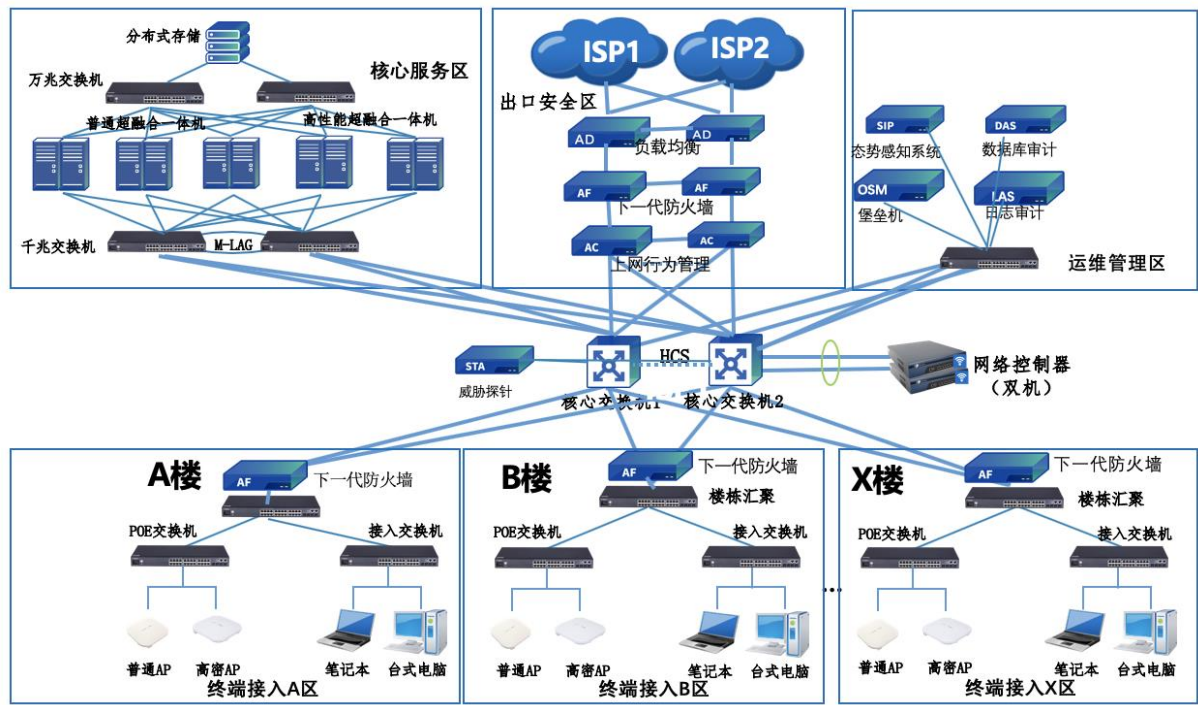 分布式存储
核心服务区
万兆交换机
普通超融合一体机
高性能超融合一体机
千兆交换机
M-LAG
ISP1
ISP2
出口安全区
AD
AD
负载均衡
AF
AF
下一代防火墙
AC
AC
上网行为管理
SIP
DAS
态势感知系统
数据库审计
OSM
LAS
堡垒机
日志审计
运维管理区
STA
威胁探针
HCS
核心交换机1
核心交换机2
网络控制器
（双机）
A楼
AF
下一代防火墙
POE交换机
接入交换机
普通AP
高密AP
笔记本
台式电脑
终端接入A区
B楼
AF
下一代防火墙
楼栋汇聚
POE交换机
接入交换机
普通AP
高密AP
笔记本
台式电脑
终端接入B区
...
X楼
AF
下一代防火墙
楼栋汇聚
POE交换机
接入交换机
普通AP
高密AP
笔记本
台式电脑
终端接入X区